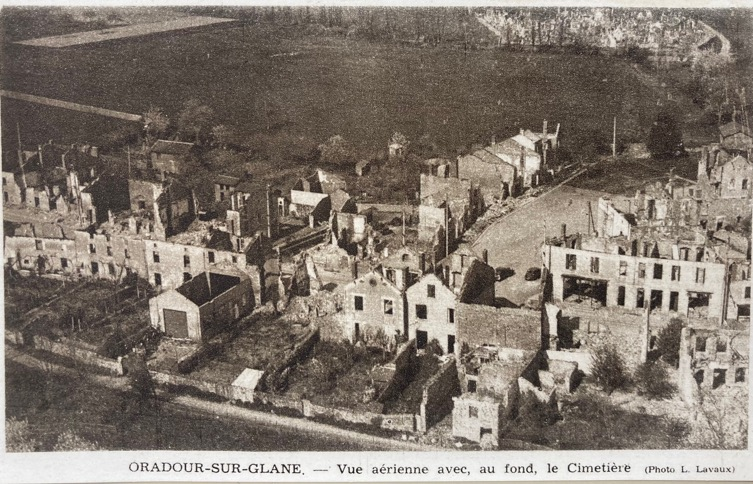 ORADOUR-SUR-GLANE. — Vue aérienne avec, au fond, le Cimetière (Photo L. Lavaux)